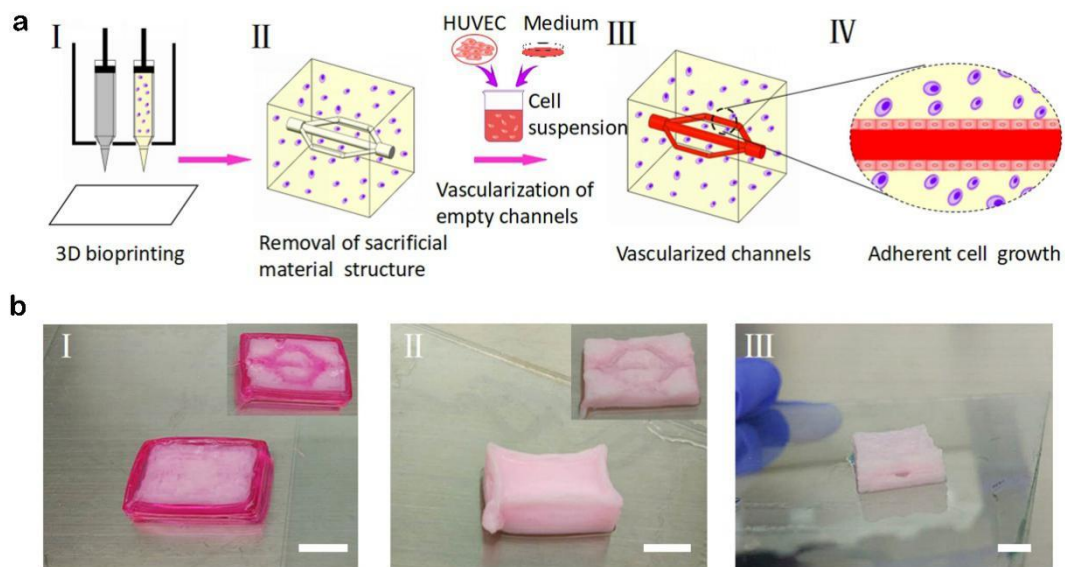 a
I
II
HUVEC
Medium
Cell
suspension
Vascularization of
empty channels
III
IV
3D bioprinting
Removal of sacrificial
material structure
Vascularized channels
Adherent cell growth
b
I
II
III